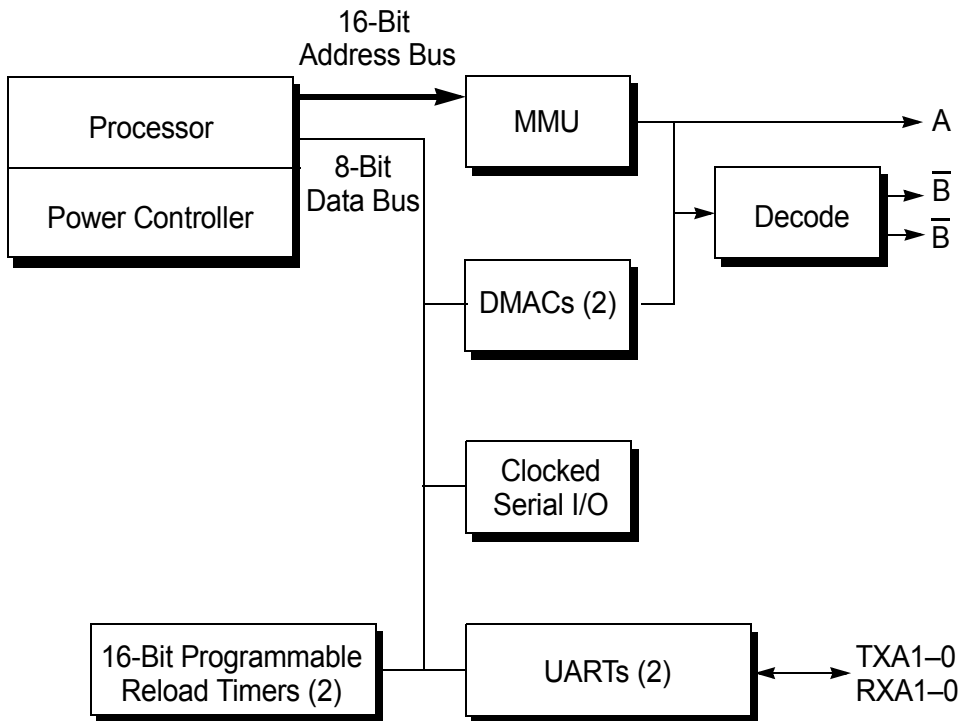 16-Bit
Address Bus
Processor
MMU
A
8-Bit
Data Bus
Power Controller
Decode
B̅
B̅
DMACs (2)
Clocked
Serial I/O
16-Bit Programmable
Reload Timers (2)
UARTs (2)
TXA1–0
RXA1–0